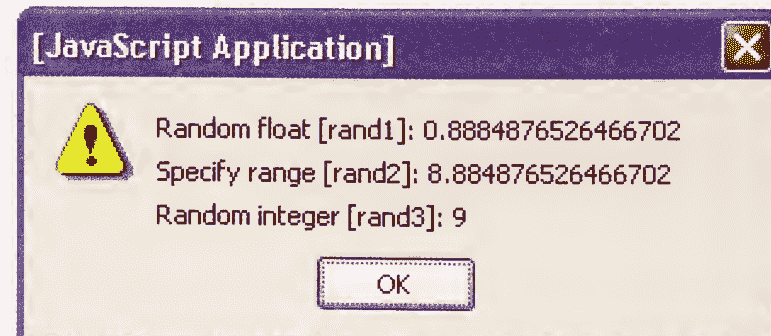 [JavaScript Application]
Random float [rand1]: 0.8884876526466702
Specify range [rand2]: 8.884876526466702
Random integer [rand3]: 9
OK